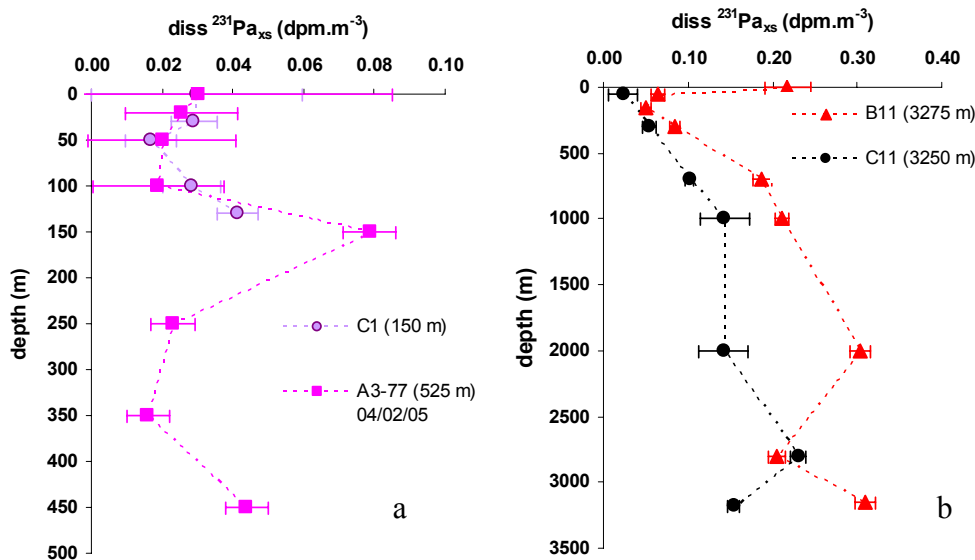 diss ²³¹Paₓₛ (dpm.m⁻³)
0.00 0.02 0.04 0.06 0.08 0.10
0
50
100
150
200
250
300
350
400
450
500
depth (m)
C1 (150 m)
A3-77 (525 m)
04/02/05
a
diss ²³¹Paₓₛ (dpm.m⁻³)
0.00 0.10 0.20 0.30 0.40
0
500
1000
1500
2000
2500
3000
3500
depth (m)
B11 (3275 m)
C11 (3250 m)
b